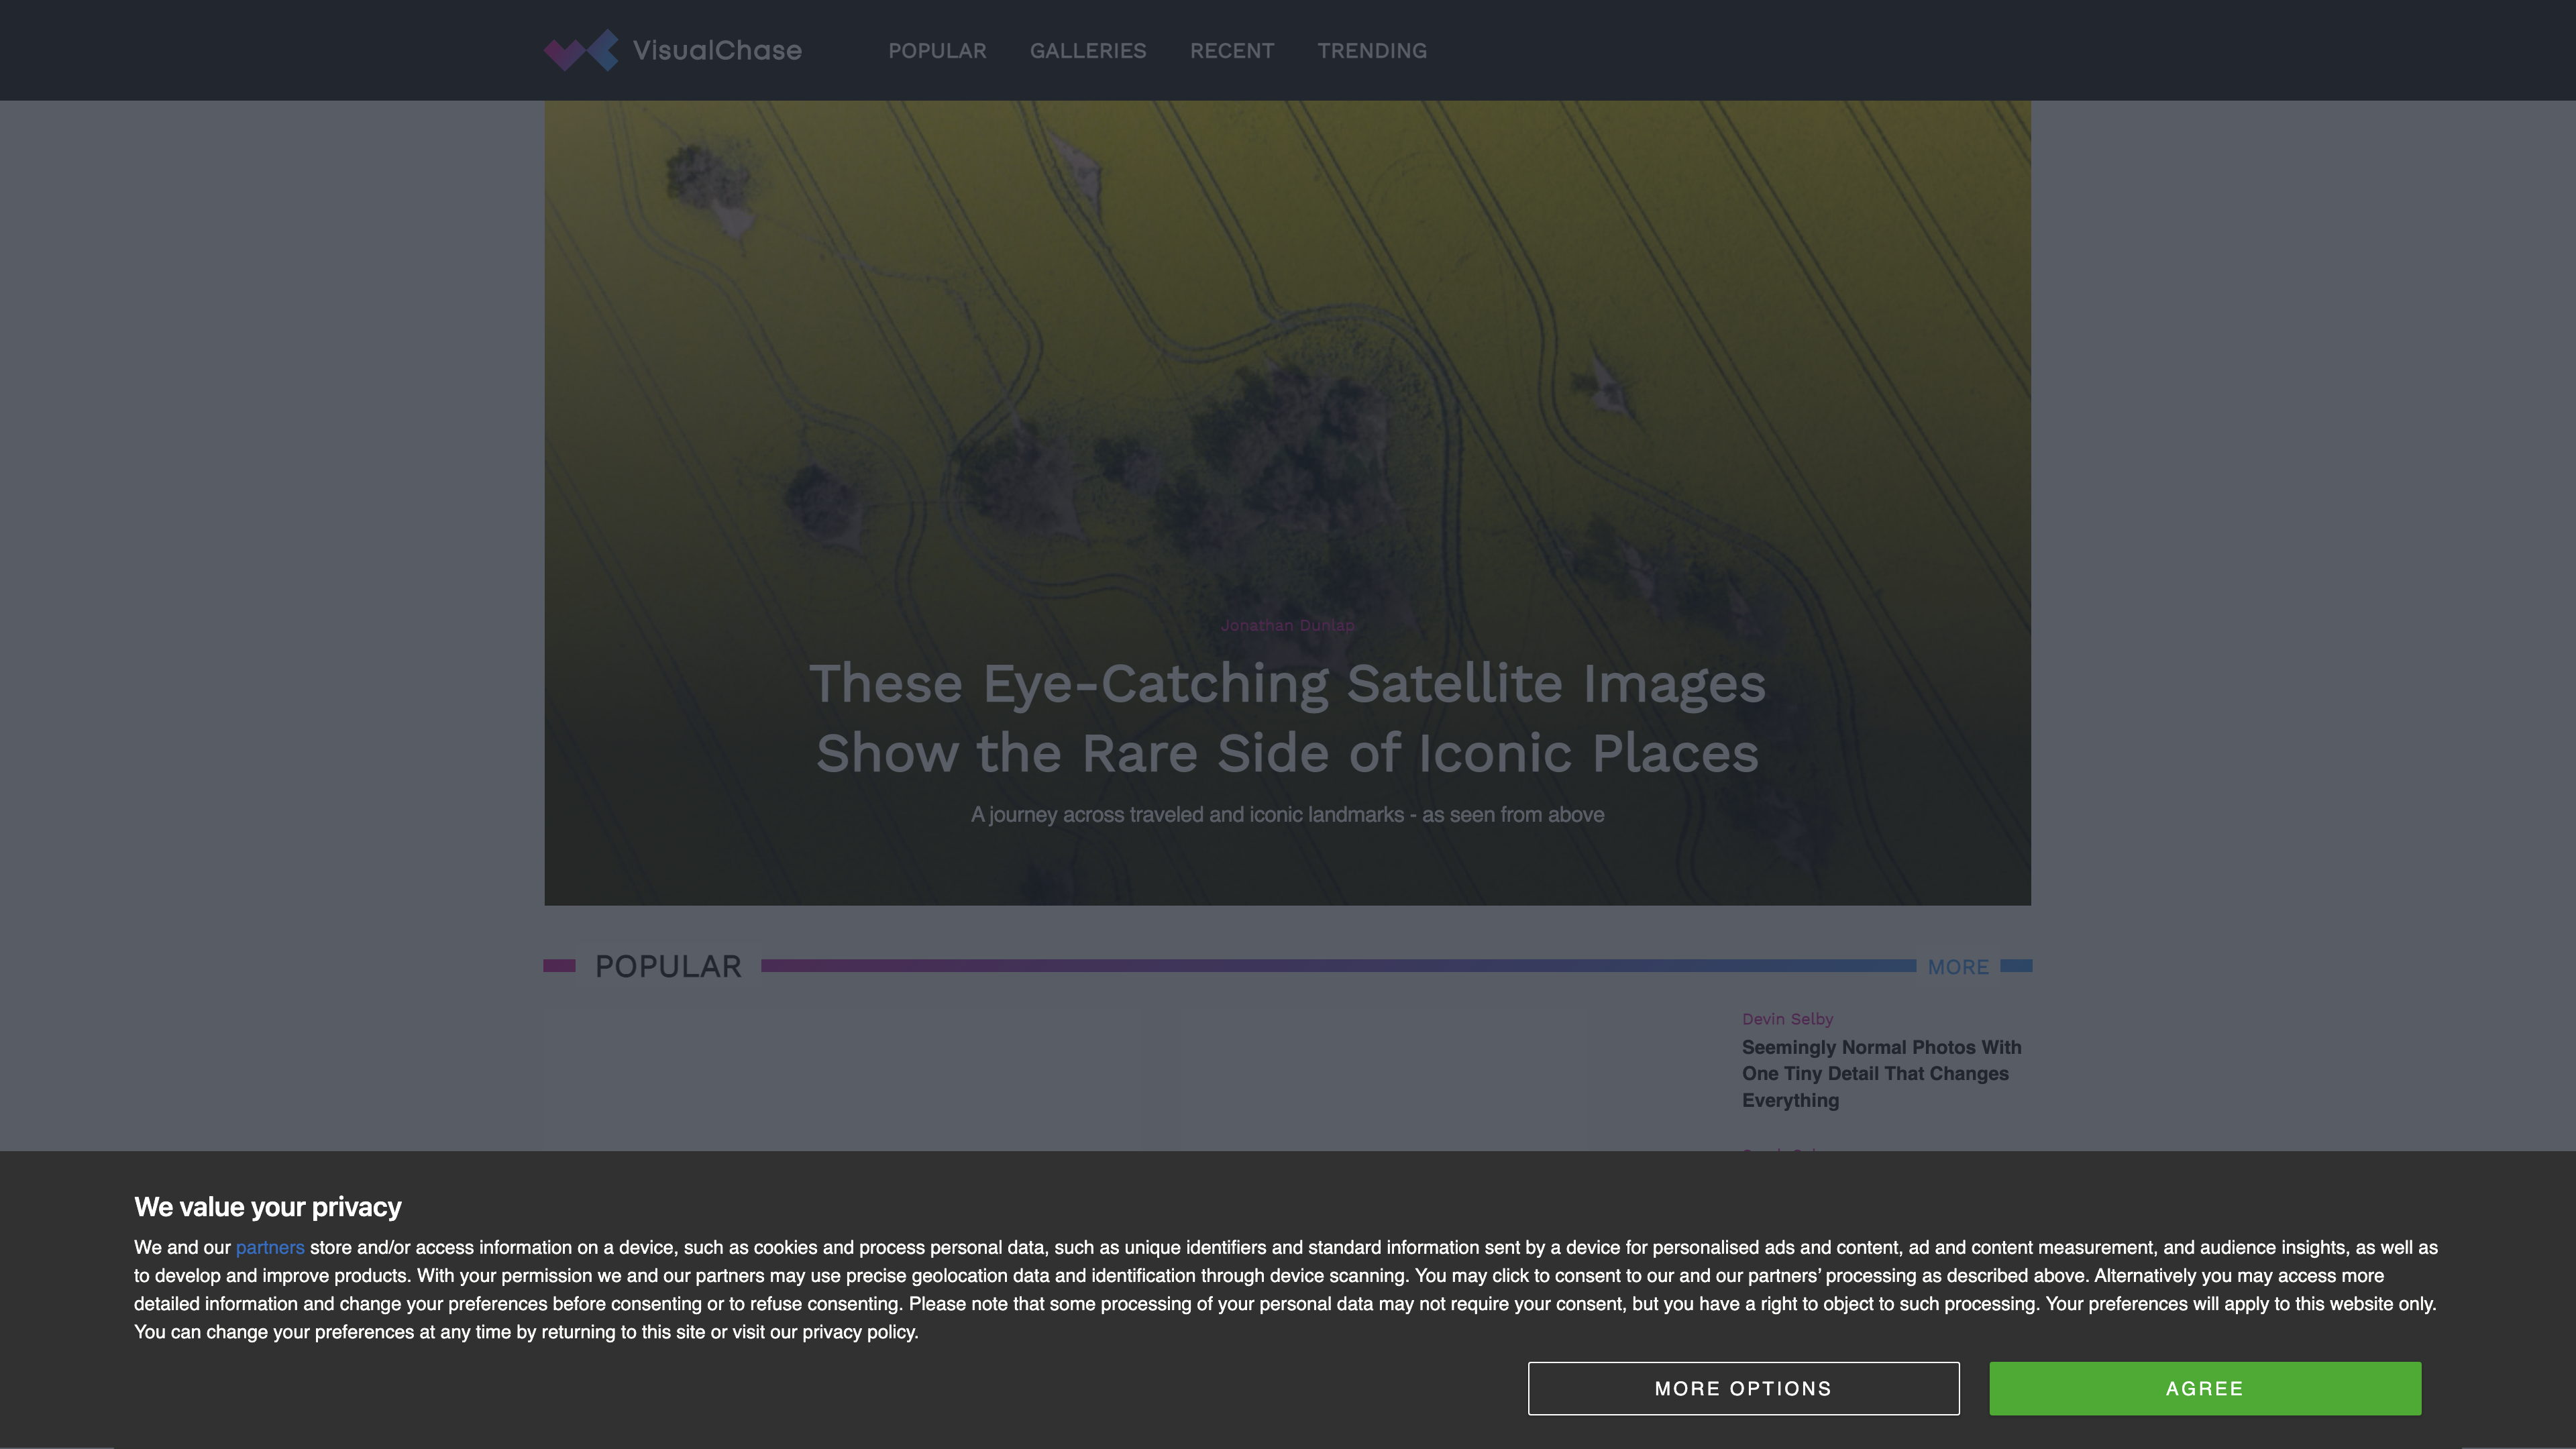 VisualChase
POPULAR GALLERIES RECENT TRENDING
Jonathan Dunlap
These Eye-Catching Satellite Images
Show the Rare Side of Iconic Places
A journey across traveled and iconic landmarks - as seen from above
POPULAR
MORE
Devin Selby
Seemingly Normal Photos With
One Tiny Detail That Changes
Everything
We value your privacy
We and our partners store and/or access information on a device, such as cookies and process personal data, such as unique identifiers and standard information sent by a device for personalised ads and content, ad and content measurement, and audience insights, as well as
to develop and improve products. With your permission we and our partners may use precise geolocation data and identification through device scanning. You may click to consent to our and our partners’ processing as described above. Alternatively you may access more
detailed information and change your preferences before consenting or to refuse consenting. Please note that some processing of your personal data may not require your consent, but you have a right to object to such processing. Your preferences will apply to this website only.
You can change your preferences at any time by returning to this site or visit our privacy policy.
MORE OPTIONS
AGREE